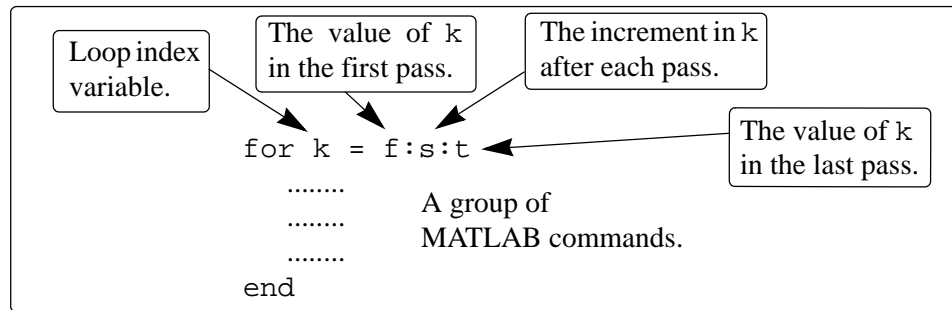 Loop index
variable.
The value of k
in the first pass.
The increment in k
after each pass.
The value of k
in the last pass.
for k = f:s:t
........
........
........
A group of
MATLAB commands.
end